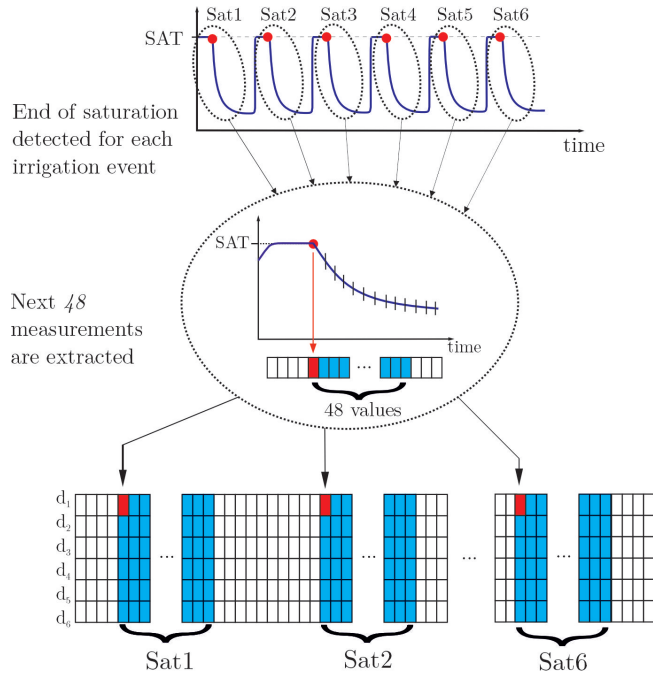 Sat1 Sat2 Sat3 Sat4 Sat5 Sat6
SAT
End of saturation
detected for each
irrigation event
time
SAT
Next 48
measurements
are extracted
time
...
48 values
d1
d2
d3
d4
d5
d6
... ... ... ...
Sat1 Sat2 Sat6